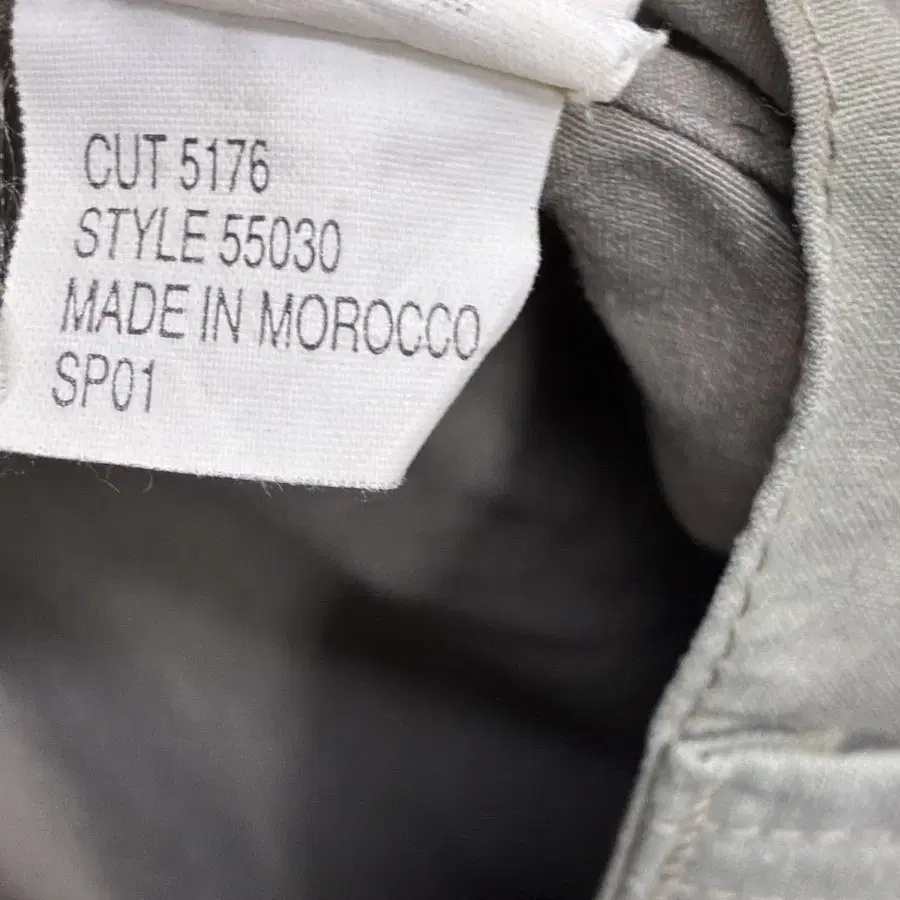 CUT 5176
STYLE 55030
MADE IN MOROCCO
SP01